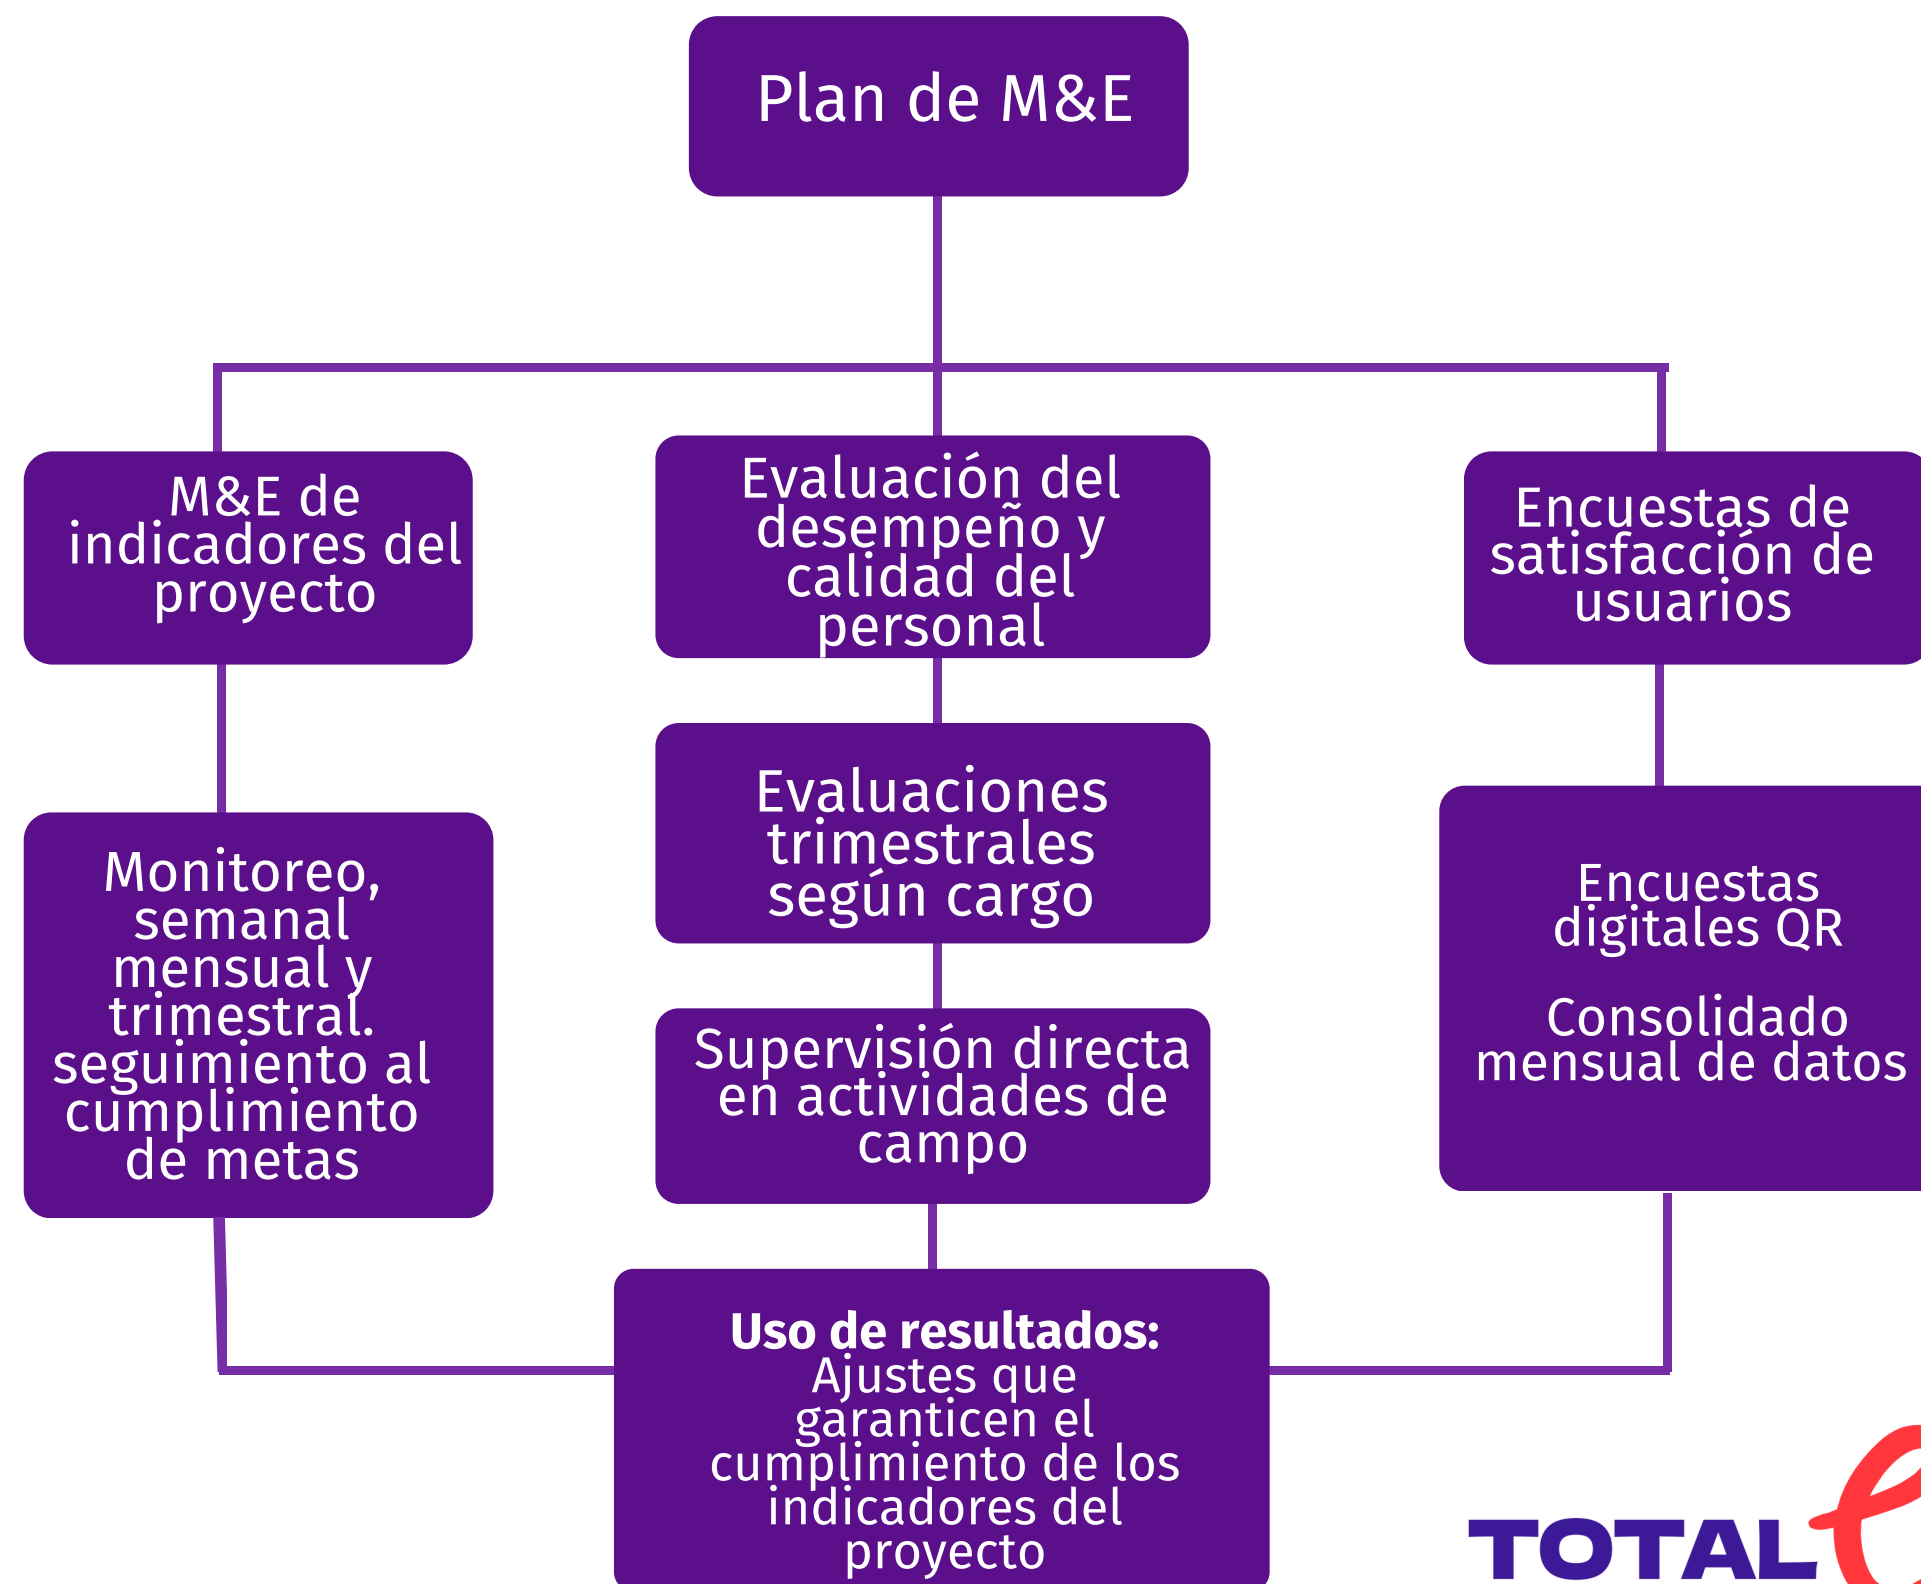 Plan de M&E
M&E de
indicadores del
proyecto
Evaluación del
desempeño y
calidad del
personal
Encuestas de
satisfacción de
usuarios
Monitoreo,
semanal
mensual y
trimestral.
seguimiento al
cumplimiento
de metas
Evaluaciones
trimestrales
según cargo
Supervisión directa
en actividades de
campo
Encuestas
digitales QR
Consolidado
mensual de datos
Uso de resultados:
Ajustes que
garanticen el
cumplimiento de los
indicadores del
proyecto
TOTAL